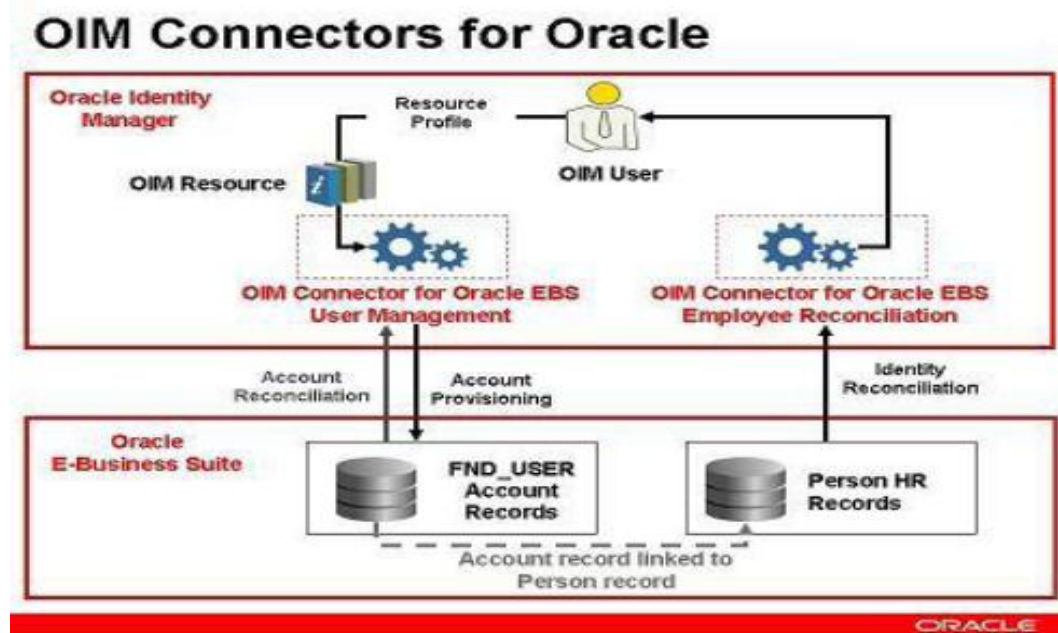 OIM Connectors for Oracle
Oracle Identity
Manager
Resource
Profile
OIM User
OIM Resource
i
OIM Connector for Oracle EBS
User Management
OIM Connector for Oracle EBS
Employee Reconciliation
Account
Reconciliation
Account
Provisioning
Identity
Reconciliation
Oracle
E-Business Suite
FND_USER
Account
Records
Person HR
Records
Account record linked to
Person record
ORACLE